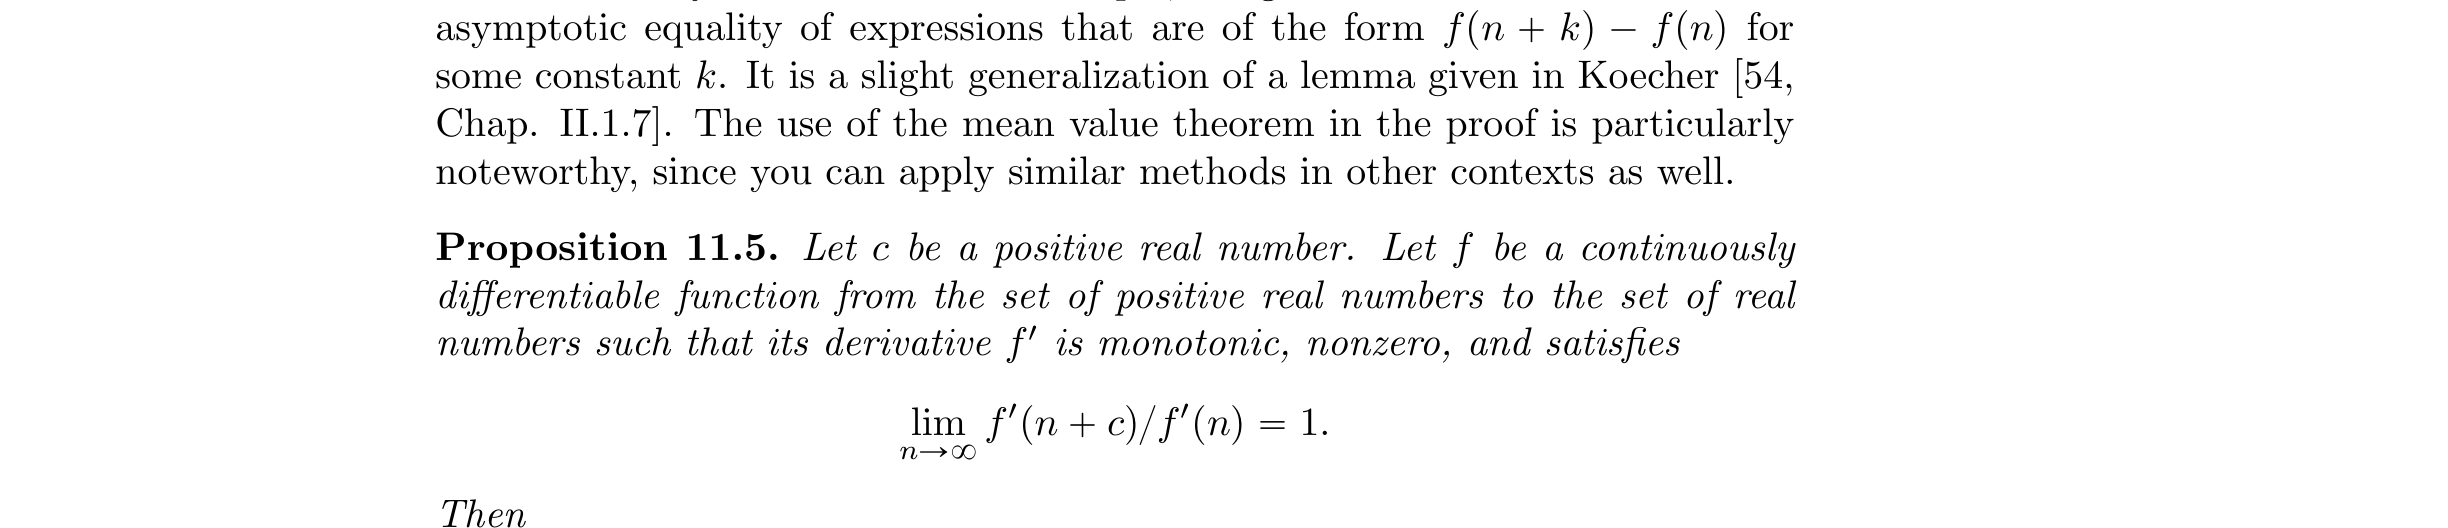 asymptotic equality of expressions that are of the form f(n + k) − f(n) for
some constant k. It is a slight generalization of a lemma given in Koecher [54,
Chap. II.1.7]. The use of the mean value theorem in the proof is particularly
noteworthy, since you can apply similar methods in other contexts as well.
Proposition 11.5. Let c be a positive real number. Let f be a continuously
differentiable function from the set of positive real numbers to the set of real
numbers such that its derivative f′ is monotonic, nonzero, and satisfies
lim n→∞ f′(n + c)/f′(n) = 1.
Then